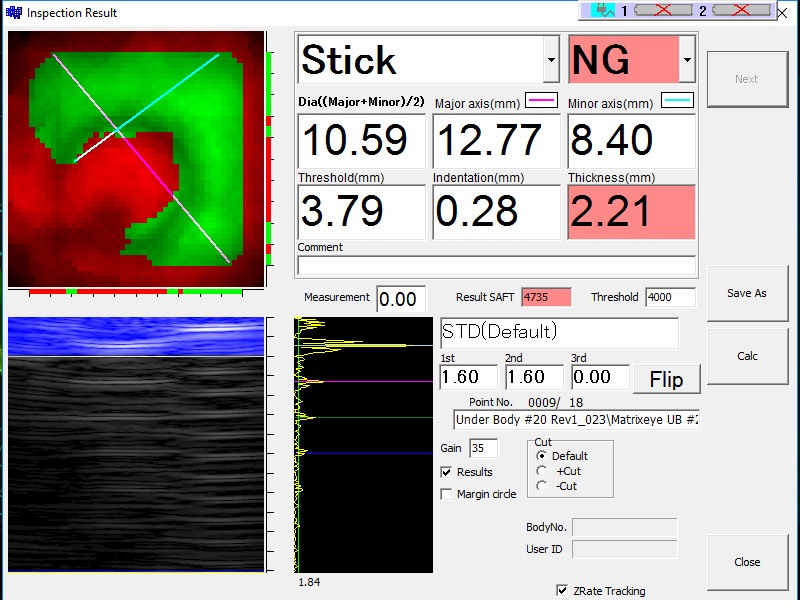 Inspection Result
1
2
Stick
NG
Next
Dia((Major+Minor)/2)
Major axis(mm)
Minor axis(mm)
10.59
12.77
8.40
Threshold(mm)
Indentation(mm)
Thickness(mm)
3.79
0.28
2.21
Comment
Measurement
0.00
Result SAFT
4735
Threshold
4000
Save As
STD(Default)
Calc
1st
2nd
3rd
1.60
1.60
0.00
Flip
Point No. 0009/ 18
Under Body #20 Rev1_023\Matrixeye UB #2
Gain
35
Cut
Default
+Cut
-Cut
Results
Margin circle
BodyNo.
User ID
Close
1.84
ZRate Tracking